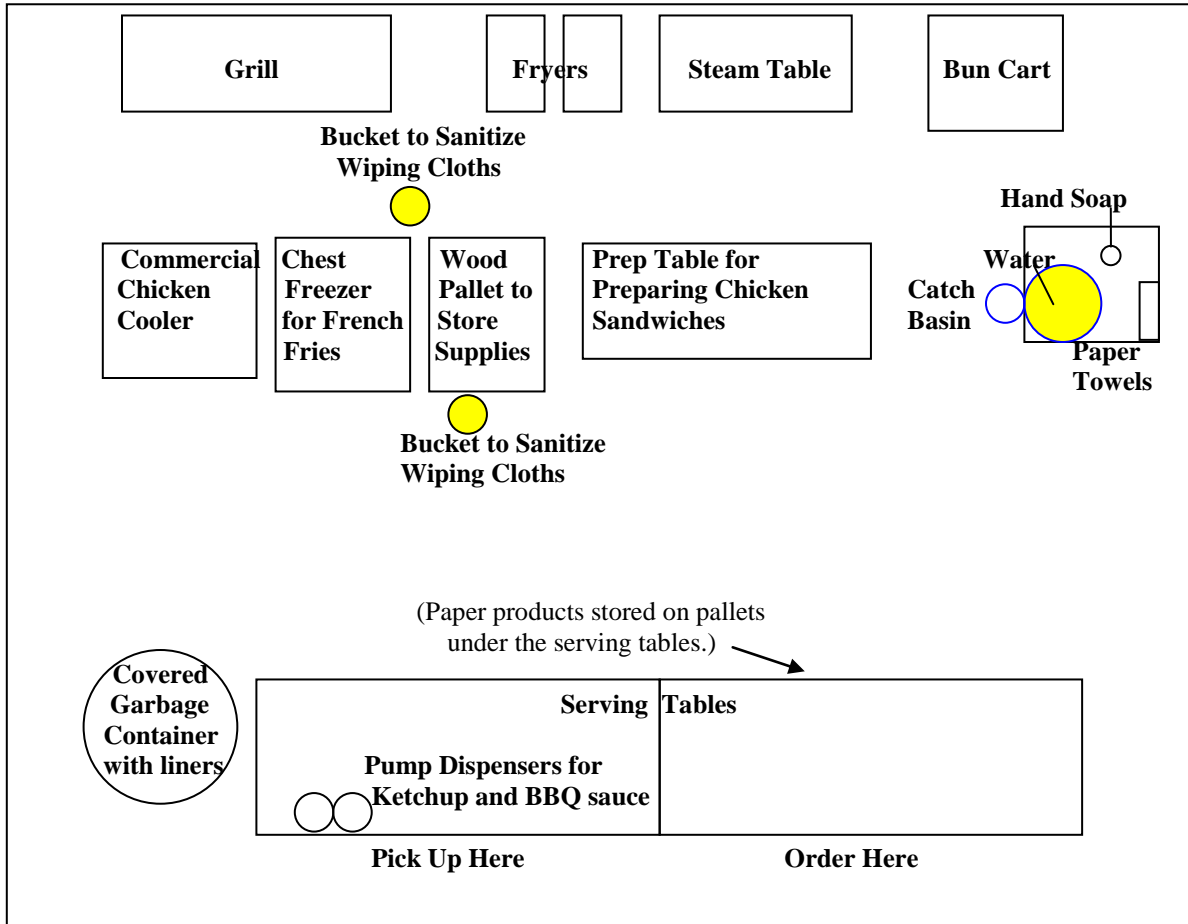 Grill
Fryers
Steam Table
Bun Cart
Bucket to Sanitize
Wiping Cloths
Hand Soap
Commercial
Chicken
Cooler
Chest
Freezer
for French
Fries
Wood
Pallet to
Store
Supplies
Prep Table for
Preparing Chicken
Sandwiches
Water
Catch
Basin
Paper
Towels
Bucket to Sanitize
Wiping Cloths
(Paper products stored on pallets
under the serving tables.)
Covered
Garbage
Container
with liners
Serving Tables
Pump Dispensers for
Ketchup and BBQ sauce
Pick Up Here
Order Here